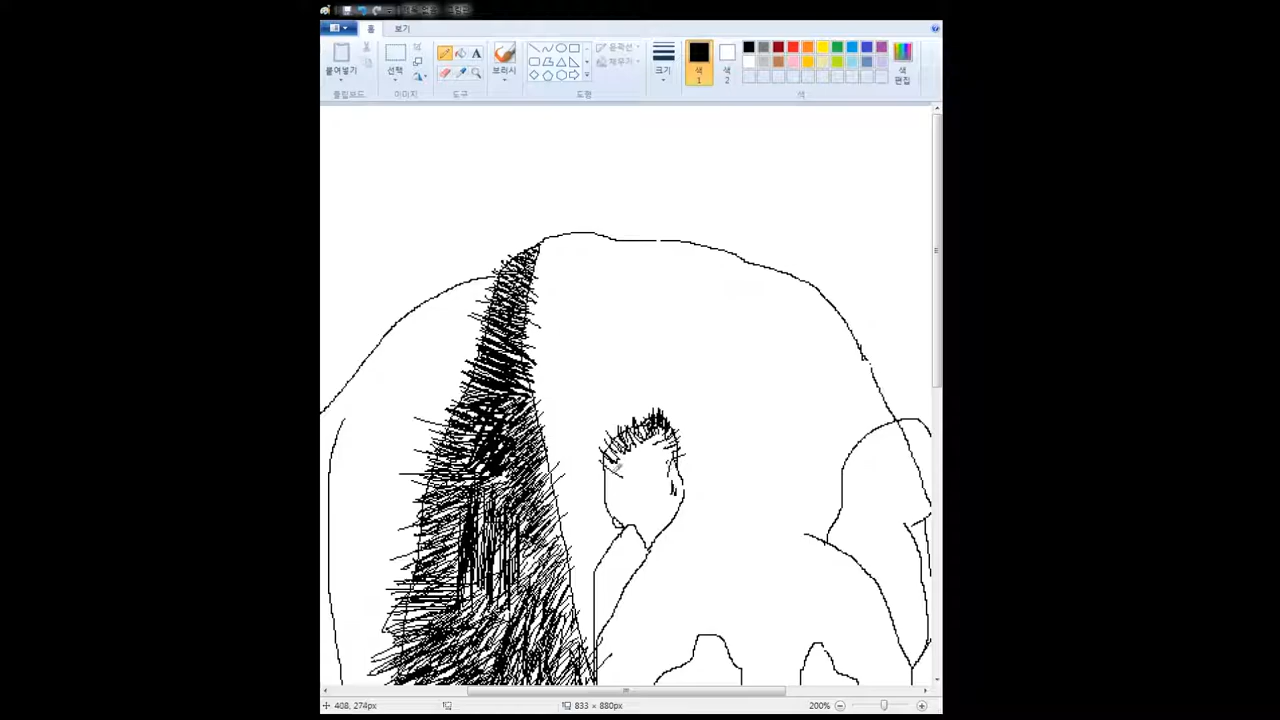 홈 보기
붙여넣기
선택
A
브러시
윤곽선
채우기
크기
색
1
색
2
색
편집
클립보드
이미지
도구
도형
색
408, 274px
833 × 880px
200%